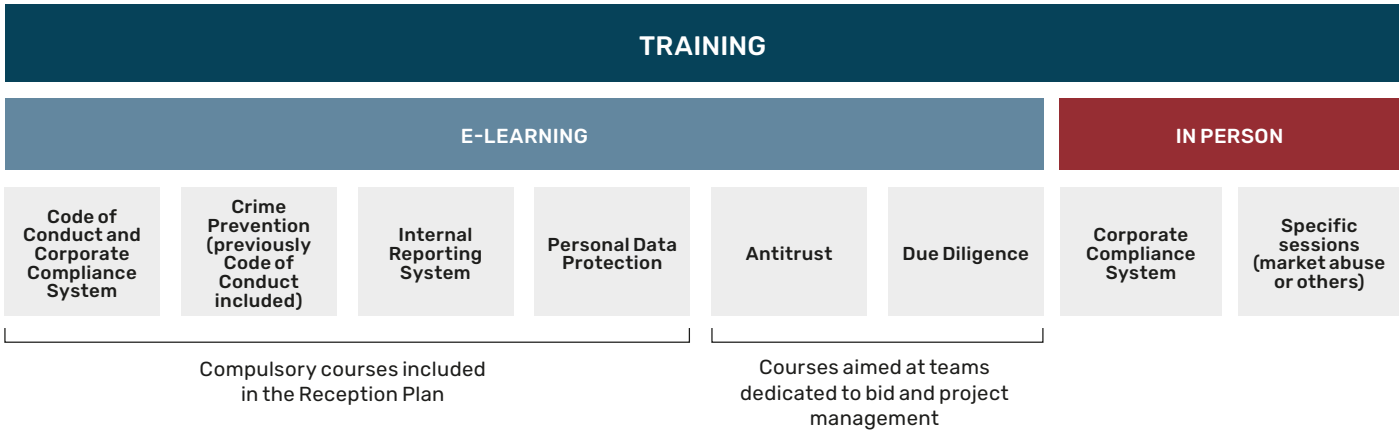 TRAINING
E-LEARNING
IN PERSON
Code of
Conduct and
Corporate
Compliance
System
Crime
Prevention
(previously
Code of
Conduct
included)
Internal
Reporting
System
Personal Data
Protection
Antitrust
Due Diligence
Corporate
Compliance
System
Specific
sessions
(market abuse
or others)
Compulsory courses included
in the Reception Plan
Courses aimed at teams
dedicated to bid and project
management